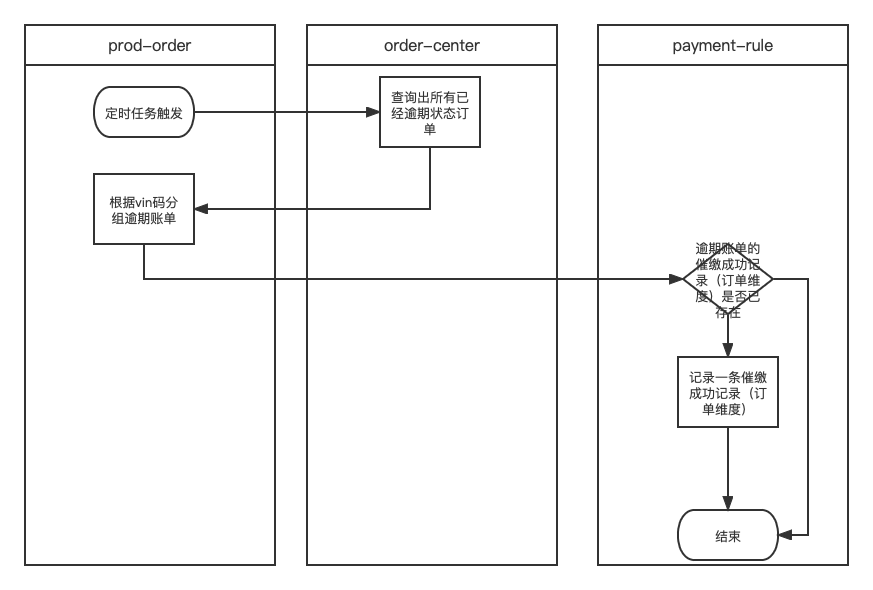 prod-order
order-center
payment-rule
定时任务触发
查询出所有已
经逾期状态订
单
根据vin码分
组逾期账单
逾期账单的
催缴成功记
录（订单维
度）是否已
存在
记录一条催缴
成功记录（订
单维度）
结束